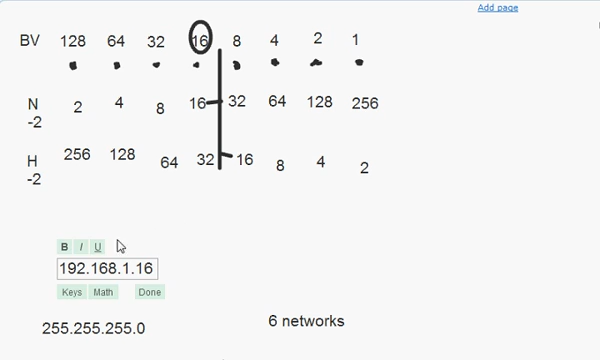 Add page
BV 128 64 32 16 8 4 2 1
N 2 4 8 16 32 64 128 256
-2
H 256 128 64 32 16 8 4 2
-2
B I U
192.168.1.16
Keys Math Done
255.255.255.0
6 networks